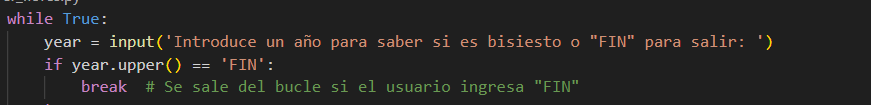 while True:
    year = input('Introduce un año para saber si es bisiesto o "FIN" para salir: ')
    if year.upper() == 'FIN':
        break  # Se sale del bucle si el usuario ingresa "FIN"